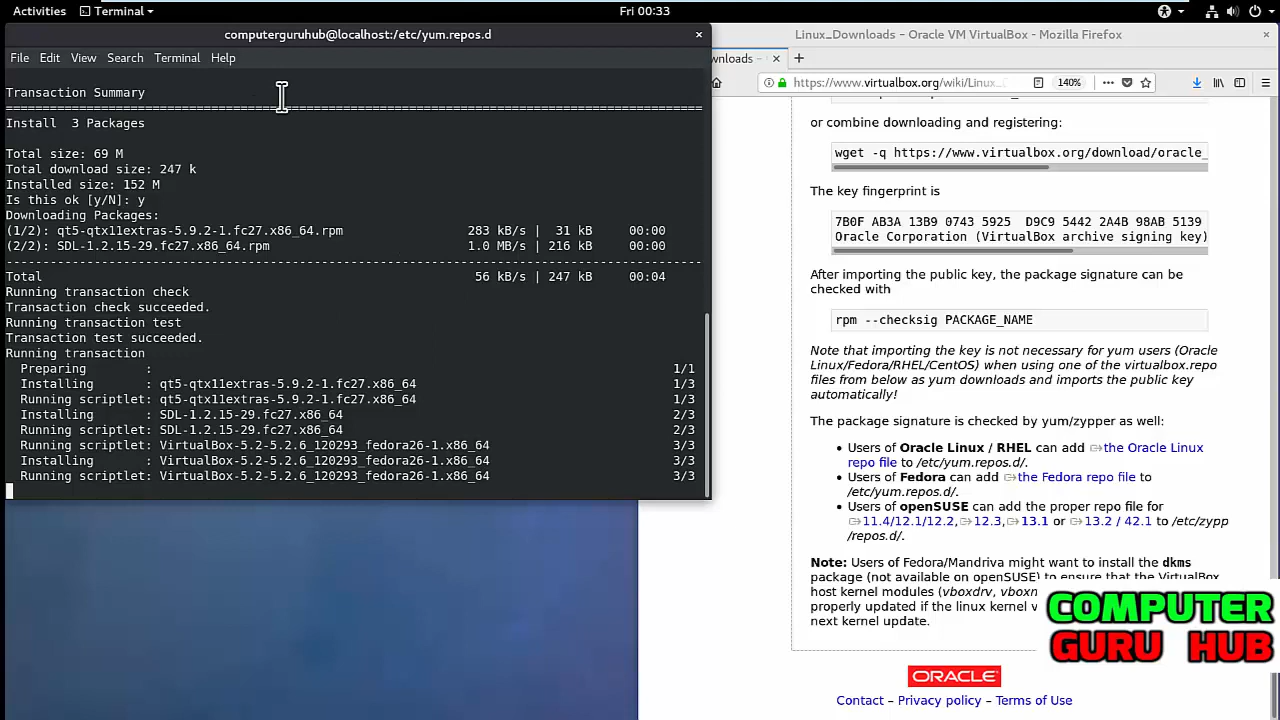 Activities Terminal Fri 00:33
computerguruhub@localhost:/etc/yum.repos.d
File Edit View Search Terminal Help
Transaction Summary
================================================================================
Install  3 Packages
Total size: 69 M
Total download size: 247 k
Installed size: 152 M
Is this ok [y/N]: y
Downloading Packages:
(1/2): qt5-qtx11extras-5.9.2-1.fc27.x86_64.rpm 283 kB/s | 31 kB 00:00
(2/2): SDL-1.2.15-29.fc27.x86_64.rpm 1.0 MB/s | 216 kB 00:00
--------------------------------------------------------------------------------
Total 56 kB/s | 247 kB 00:04
Running transaction check
Transaction check succeeded.
Running transaction test
Transaction test succeeded.
Running transaction
Preparing : 1/1
Installing : qt5-qtx11extras-5.9.2-1.fc27.x86_64 1/3
Running scriptlet: qt5-qtx11extras-5.9.2-1.fc27.x86_64 1/3
Installing : SDL-1.2.15-29.fc27.x86_64 2/3
Running scriptlet: SDL-1.2.15-29.fc27.x86_64 2/3
Running scriptlet: VirtualBox-5.2-5.2.6_120293_fedora26-1.x86_64 3/3
Installing : VirtualBox-5.2-5.2.6_120293_fedora26-1.x86_64 3/3
Running scriptlet: VirtualBox-5.2-5.2.6_120293_fedora26-1.x86_64 3/3
Linux_Downloads – Oracle VM VirtualBox - Mozilla Firefox
wnloads –
https://www.virtualbox.org/wiki/Linux_ 140%
or combine downloading and registering:
wget -q https://www.virtualbox.org/download/oracle_
The key fingerprint is
7B0F AB3A 13B9 0743 5925  D9C9 5442 2A4B 98AB 5139
Oracle Corporation (VirtualBox archive signing key)
After importing the public key, the package signature can be
checked with
rpm --checksig PACKAGE_NAME
Note that importing the key is not necessary for yum users (Oracle
Linux/Fedora/RHEL/CentOS) when using one of the virtualbox.repo
files from below as yum downloads and imports the public key
automatically!
The package signature is checked by yum/zypper as well:
Users of Oracle Linux / RHEL can add the Oracle Linux
repo file to /etc/yum.repos.d/.
Users of Fedora can add the Fedora repo file to
/etc/yum.repos.d/.
Users of openSUSE can add the proper repo file for
11.4/12.1/12.2, 12.3, 13.1 or 13.2 / 42.1 to /etc/zypp
/repos.d/.
Note: Users of Fedora/Mandriva might want to install the dkms
package (not available on openSUSE) to ensure that the VirtualBox
host kernel modules (vboxdrv, vboxn
properly updated if the linux kernel v
next kernel update.
COMPUTER
GURU HUB
ORACLE
Contact – Privacy policy – Terms of Use